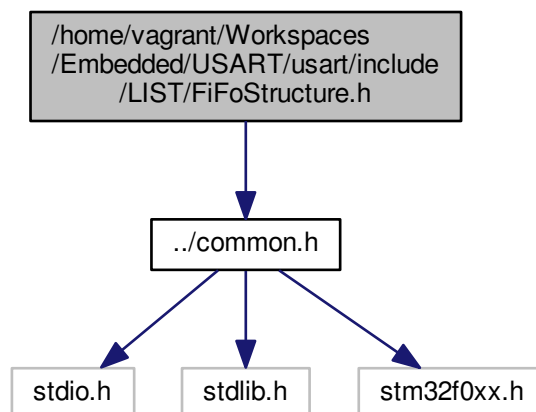 /home/vagrant/Workspaces
/Embedded/USART/usart/include
/LIST/FiFoStructure.h
../common.h
stdio.h
stdlib.h
stm32f0xx.h